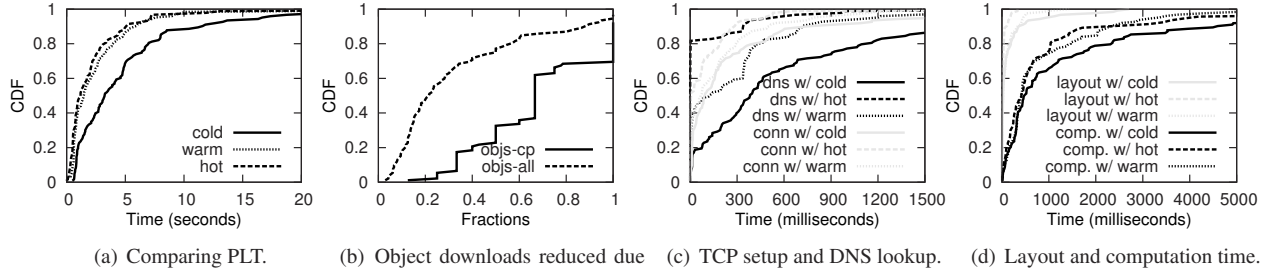 1
0.8
0.6
0.4
0.2
0
CDF
cold
warm
hot
0 5 10 15 20
Time (seconds)
(a) Comparing PLT.
1
0.8
0.6
0.4
0.2
0
CDF
objs-cp
objs-all
0 0.2 0.4 0.6 0.8 1
Fractions
(b) Object downloads reduced due
1
0.8
0.6
0.4
0.2
0
CDF
dns w/ cold
dns w/ hot
dns w/ warm
conn w/ cold
conn w/ hot
conn w/ warm
0 300 600 900 1200 1500
Time (milliseconds)
(c) TCP setup and DNS lookup.
1
0.8
0.6
0.4
0.2
0
CDF
layout w/ cold
layout w/ hot
layout w/ warm
comp. w/ cold
comp. w/ hot
comp. w/ warm
0 1000 2000 3000 4000 5000
Time (milliseconds)
(d) Layout and computation time.